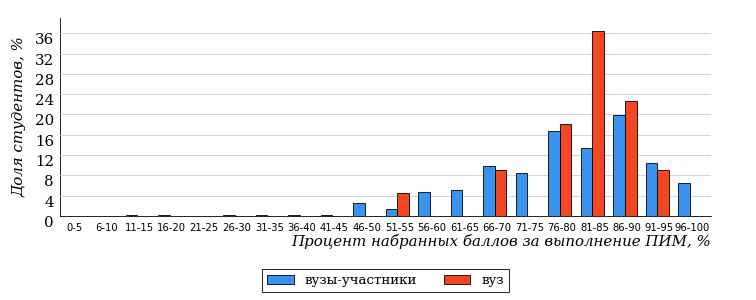 Доля студентов, %
36
32
28
24
20
16
12
8
4
0
0-5 6-10 11-15 16-20 21-25 26-30 31-35 36-40 41-45 46-50 51-55 56-60 61-65 66-70 71-75 76-80 81-85 86-90 91-95 96-100
Процент набранных баллов за выполнение ПИМ, %
вузы-участники вуз